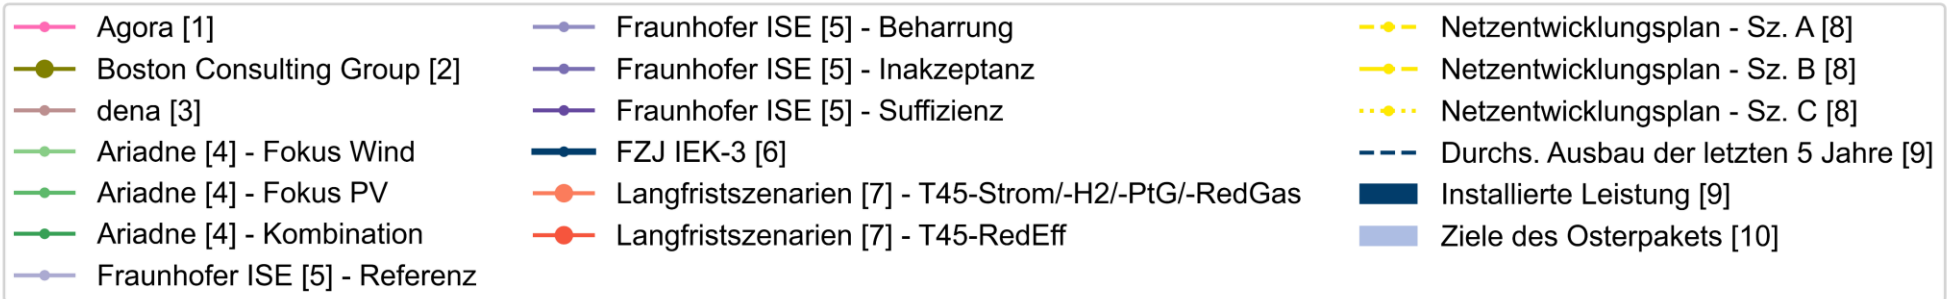 Agora [1]
Boston Consulting Group [2]
dena [3]
Ariadne [4] - Fokus Wind
Ariadne [4] - Fokus PV
Ariadne [4] - Kombination
Fraunhofer ISE [5] - Referenz
Fraunhofer ISE [5] - Beharrung
Fraunhofer ISE [5] - Inakzeptanz
Fraunhofer ISE [5] - Suffizienz
FZJ IEK-3 [6]
Langfristszenarien [7] - T45-Strom/-H2/-PtG/-RedGas
Langfristszenarien [7] - T45-RedEff
Netzentwicklungsplan - Sz. A [8]
Netzentwicklungsplan - Sz. B [8]
Netzentwicklungsplan - Sz. C [8]
Durchs. Ausbau der letzten 5 Jahre [9]
Installierte Leistung [9]
Ziele des Osterpakets [10]